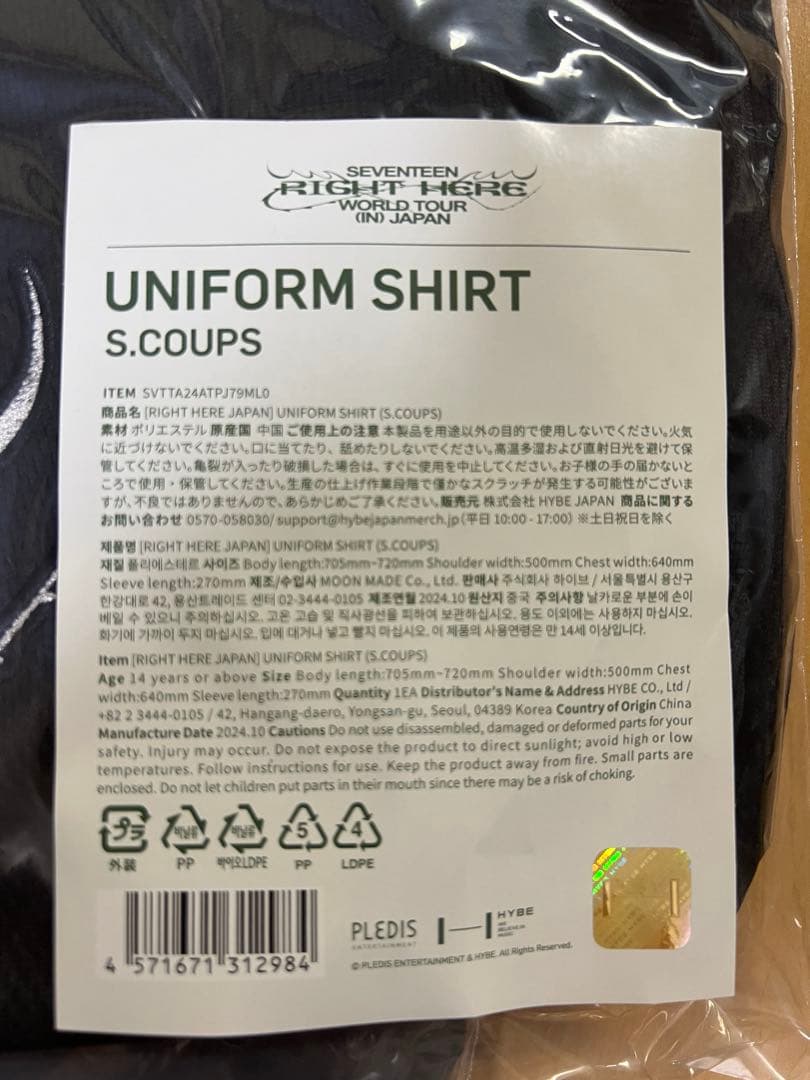 SEVENTEEN
RIGHT HERE
WORLD TOUR
(IN) JAPAN
UNIFORM SHIRT
S.COUPS
ITEM SVTTA24ATPJ79ML0
商品名 [RIGHT HERE JAPAN] UNIFORM SHIRT (S.COUPS)
素材 ポリエステル 原産国 中国 ご使用上の注意 本製品を用途以外の目的で使用しないでください。火気
に近づけないでください。口に当てたり、舐めたりしないでください。高温多湿および直射日光を避けて保
管してください。亀裂が入ったり破損した場合は、すぐに使用を中止してください。お子様の手の届かないと
ころで使用・保管してください。生産の仕上げ作業段階で僅かなスクラッチが発生する可能性がございま
すが、不良ではありませんので、あらかじめご了承ください。販売元 株式会社 HYBE JAPAN 商品に関する
お問い合わせ 0570-058030/ support@hybejapanmerch.jp(平日 10:00 - 17:00) ※土日祝日を除く
제품명 [RIGHT HERE JAPAN] UNIFORM SHIRT (S.COUPS)
재질 폴리에스테르 사이즈 Body length:705mm~720mm Shoulder width:500mm Chest width:640mm
Sleeve length:270mm 제조/수입사 MOON MADE Co., Ltd. 판매사 주식회사 하이브 / 서울특별시 용산구
한강대로 42, 용산트레이드 센터 02-3444-0105 제조연월 2024.10 원산지 중국 주의사항 날카로운 부분에 손이
베일 수 있으니 주의하십시오. 고온 고습 및 직사광선을 피하여 보관하십시오. 용도 이외에는 사용하지 마십시오.
화기에 가까이 두지 마십시오. 입에 대거나 넣고 빨지 마십시오. 이 제품의 사용연령은 만 14세 이상입니다.
Item [RIGHT HERE JAPAN] UNIFORM SHIRT (S.COUPS)
Age 14 years or above Size Body length:705mm~720mm Shoulder width:500mm Chest
width:640mm Sleeve length:270mm Quantity 1EA Distributor's Name & Address HYBE CO., Ltd /
+82 2 3444-0105 / 42, Hangang-daero, Yongsan-gu, Seoul, 04389 Korea Country of Origin China
Manufacture Date 2024.10 Cautions Do not use disassembled, damaged or deformed parts for your
safety. Injury may occur. Do not expose the product to direct sunlight; avoid high or low
temperatures. Follow instructions for use. Keep the product away from fire. Small parts are
enclosed. Do not let children put parts in their mouth since there may be a risk of choking.
プラ 비닐류 비닐류 5 4
外装 PP 바이오LDPE PP LDPE
4 571671 312984
PLEDIS
ENTERTAINMENT
HYBE
WE
BELIEVE IN
MUSIC
© PLEDIS ENTERTAINMENT & HYBE. All Rights Reserved.